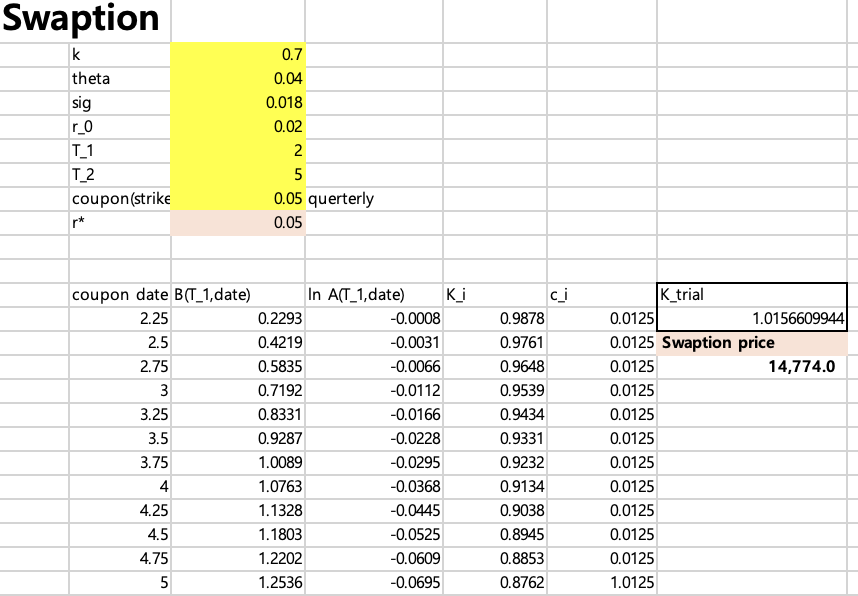 Swaption
k 0.7
theta 0.04
sig 0.018
r_0 0.02
T_1 2
T_2 5
coupon(strike 0.05 querterly
r* 0.05
coupon date B(T_1,date) ln A(T_1,date) K_i c_i K_trial
2.25 0.2293 -0.0008 0.9878 0.0125 1.0156609944
2.5 0.4219 -0.0031 0.9761 0.0125 Swaption price
2.75 0.5835 -0.0066 0.9648 0.0125 14,774.0
3 0.7192 -0.0112 0.9539 0.0125
3.25 0.8331 -0.0166 0.9434 0.0125
3.5 0.9287 -0.0228 0.9331 0.0125
3.75 1.0089 -0.0295 0.9232 0.0125
4 1.0763 -0.0368 0.9134 0.0125
4.25 1.1328 -0.0445 0.9038 0.0125
4.5 1.1803 -0.0525 0.8945 0.0125
4.75 1.2202 -0.0609 0.8853 0.0125
5 1.2536 -0.0695 0.8762 1.0125